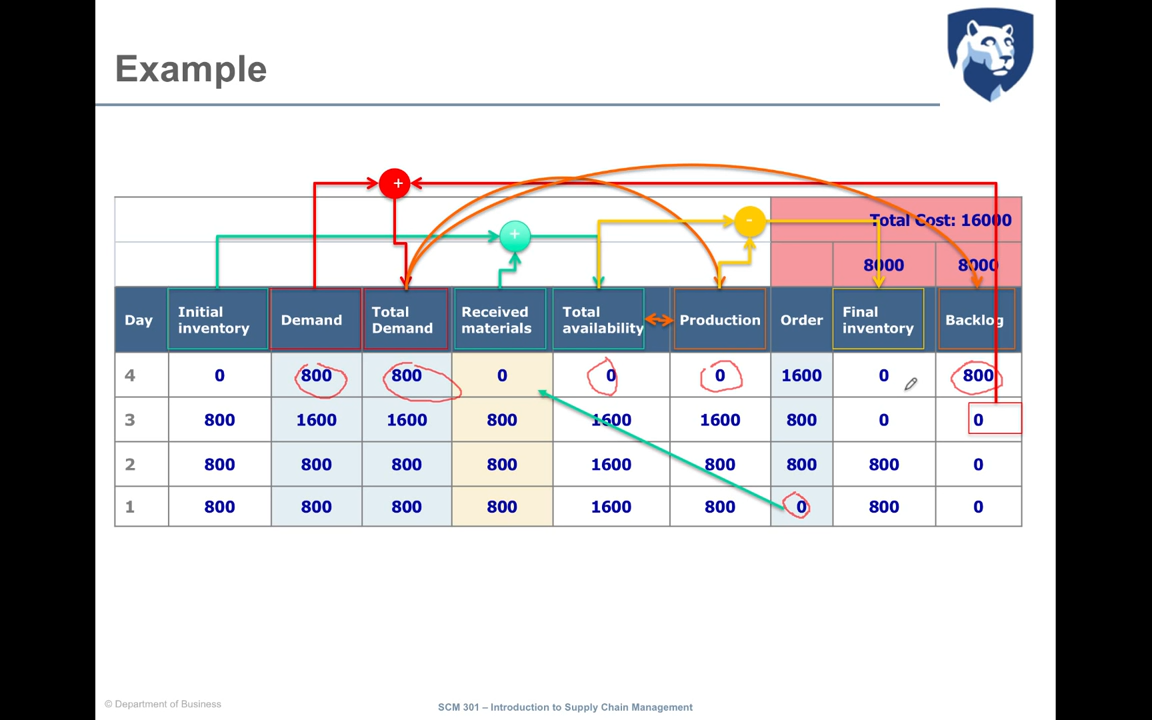 Example
+
+
-
Total Cost: 16000
8000 8000
Day Initial inventory Demand Total Demand Received materials Total availability Production Order Final inventory Backlog
4 0 800 800 0 0 0 1600 0 800
3 800 1600 1600 800 1600 1600 800 0 0
2 800 800 800 800 1600 800 800 800 0
1 800 800 800 800 1600 800 0 800 0
© Department of Business
SCM 301 – Introduction to Supply Chain Management